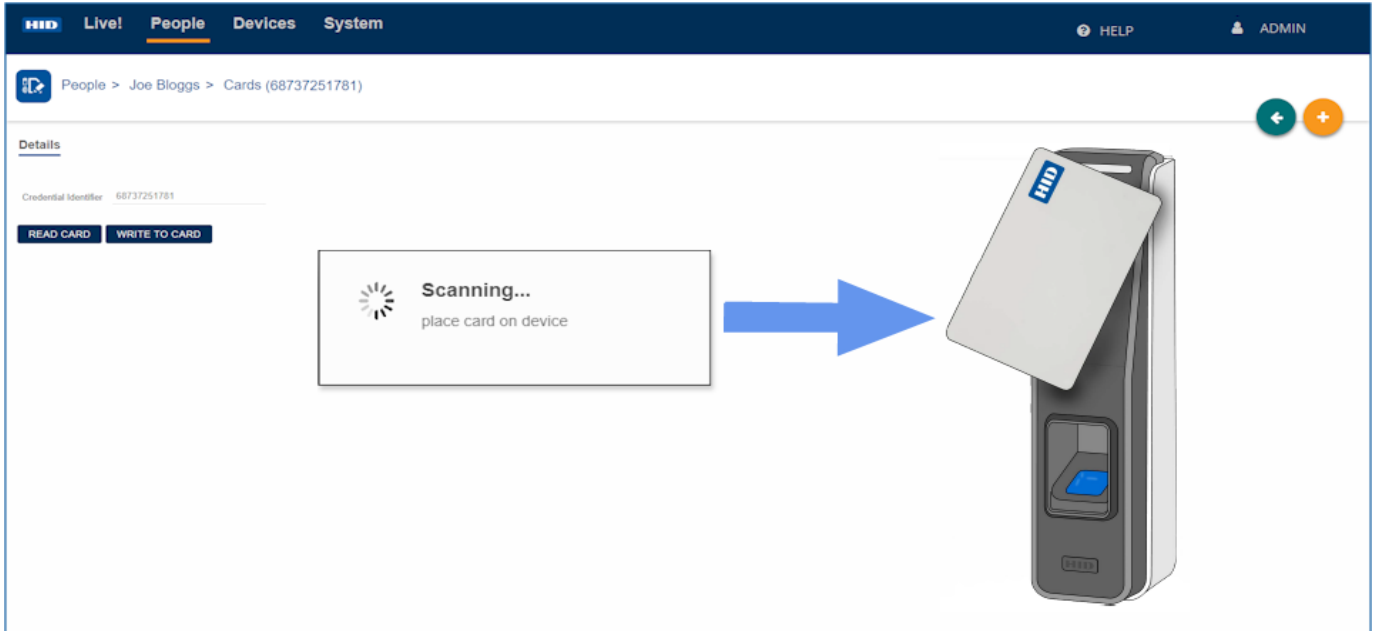 HID Live! People Devices System HELP ADMIN
People > Joe Bloggs > Cards (68737251781)
Details
Credential Identifier 68737251781
READ CARD WRITE TO CARD
Scanning...
place card on device
HID
HID